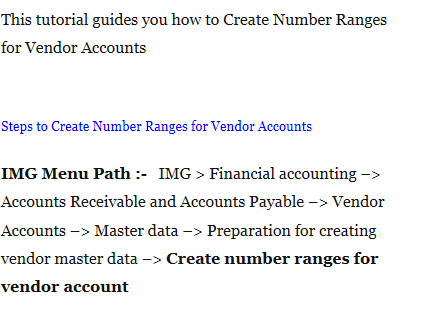 This tutorial guides you how to Create Number Ranges
for Vendor Accounts
Steps to Create Number Ranges for Vendor Accounts
IMG Menu Path :-   IMG > Financial accounting –>
Accounts Receivable and Accounts Payable –> Vendor
Accounts –> Master data –> Preparation for creating
vendor master data –> Create number ranges for
vendor account